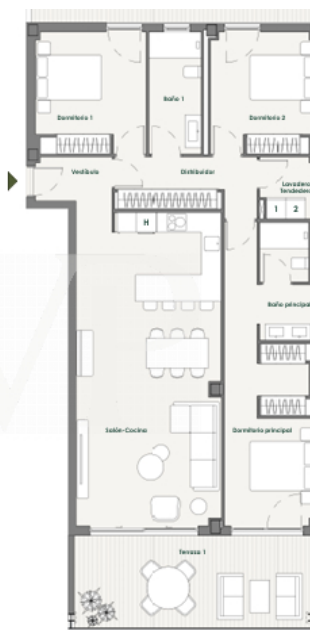 Baño 1
Dormitorio 1
Dormitorio 2
Vestíbulo
Distribuidor
Lavadero
Tendedero
H
1 2
Baño principal
Salón-Cocina
Dormitorio principal
Terraza 1